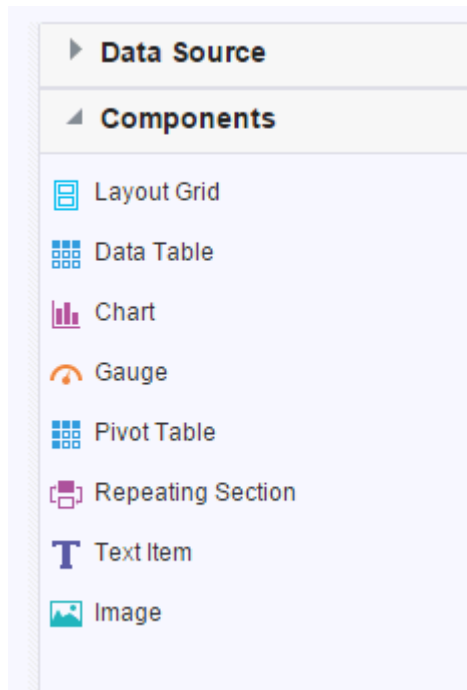 Data Source
Components
Layout Grid
Data Table
Chart
Gauge
Pivot Table
Repeating Section
Text Item
Image